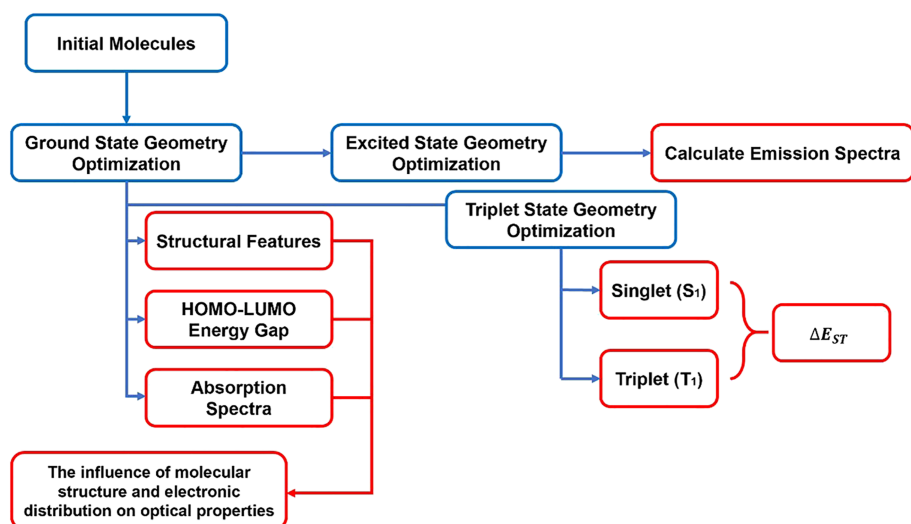 Initial Molecules
Ground State Geometry
Optimization
Excited State Geometry
Optimization
Calculate Emission Spectra
Triplet State Geometry
Optimization
Structural Features
HOMO-LUMO
Energy Gap
Absorption
Spectra
Singlet (S₁)
Triplet (T₁)
ΔE_ST
The influence of molecular
structure and electronic
distribution on optical properties